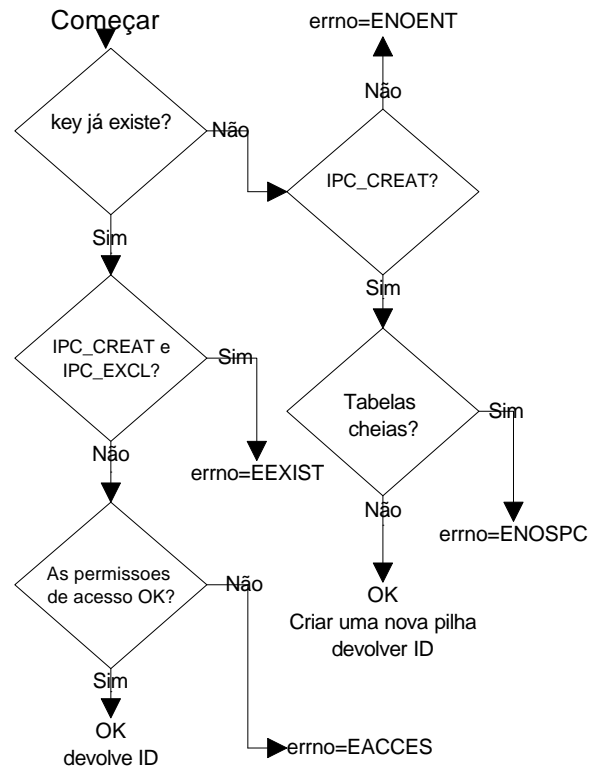 Começar
key já existe?
Não
Sim
IPC_CREAT?
Não
errno=ENOENT
Sim
IPC_CREAT e
IPC_EXCL?
Sim
errno=EEXIST
Não
Tabelas
cheias?
Sim
errno=ENOSPC
Não
OK
Criar uma nova pilha
devolver ID
As permissoes
de acesso OK?
Não
errno=EACCES
Sim
OK
devolve ID